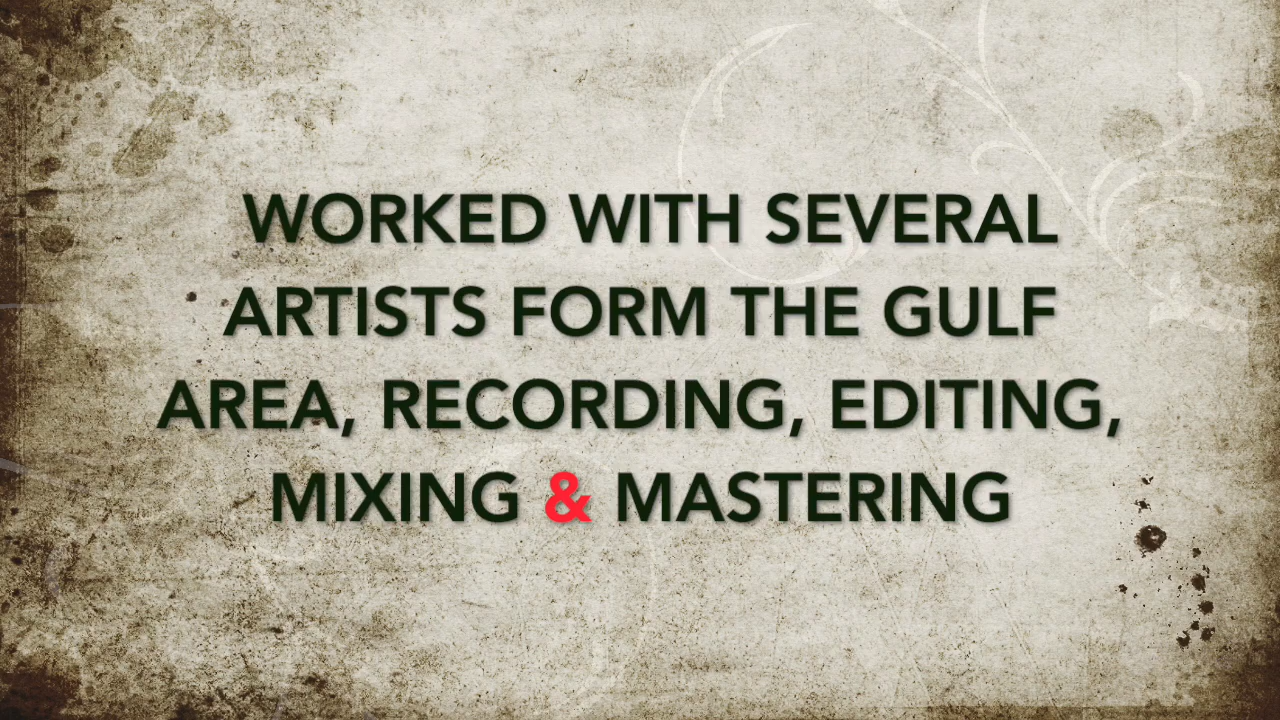 WORKED WITH SEVERAL
ARTISTS FORM THE GULF
AREA, RECORDING, EDITING,
MIXING & MASTERING